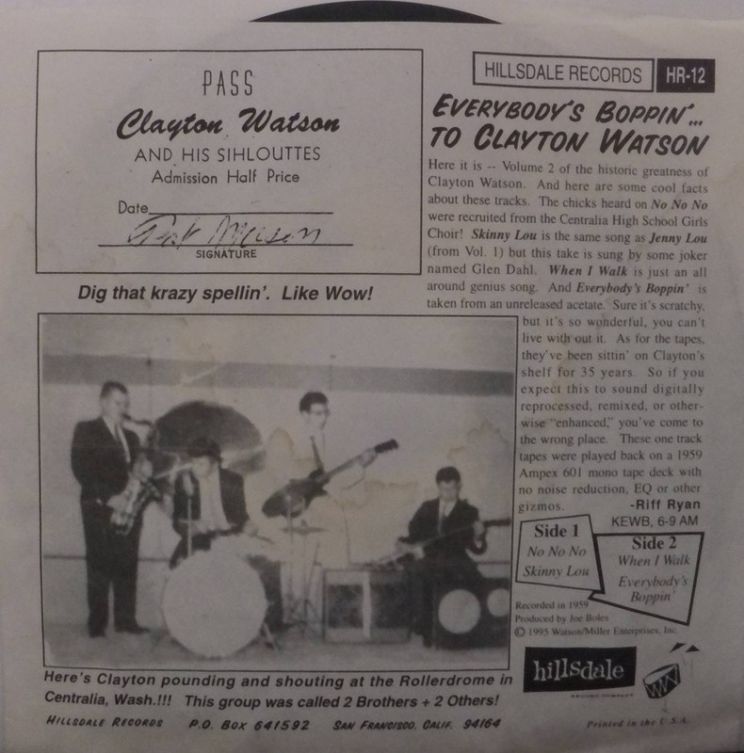 PASS
Clayton Watson
AND HIS SIHLOUTTES
Admission Half Price
Date
SIGNATURE
Dig that krazy spellin'. Like Wow!
HILLSDALE RECORDS HR-12
EVERYBODY'S BOPPIN'...
TO CLAYTON WATSON
Here it is -- Volume 2 of the historic greatness of
Clayton Watson. And here are some cool facts
about these tracks. The chicks heard on No No No
were recruited from the Centralia High School Girls
Choir! Skinny Lou is the same song as Jenny Lou
(from Vol. 1) but this take is sung by some joker
named Glen Dahl. When I Walk is just an all
around genius song. And Everybody's Boppin' is
taken from an unreleased acetate. Sure it's scratchy,
but it's so wonderful, you can't
live with out it. As for the tapes,
they've been sittin' on Clayton's
shelf for 35 years. So if you
expect this to sound digitally
reprocessed, remixed, or other-
wise "enhanced," you've come to
the wrong place. These one track
tapes were played back on a 1959
Ampex 601 mono tape deck with
no noise reduction, EQ or other
gizmos. -Riff Ryan
KEWB, 6-9 AM
Side 1
No No No
Skinny Lou
Side 2
When I Walk
Everybody's
Boppin'
Recorded in 1959
Produced by Joe Boles
© 1995 Watson/Miller Enterprises, Inc.
hillsdale
RECORD COMPANY
Here's Clayton pounding and shouting at the Rollerdrome in
Centralia, Wash.!!! This group was called 2 Brothers + 2 Others!
HILLSDALE RECORDS P.O. BOX 641592 SAN FRANCISCO, CALIF. 94164
Printed in the U.S.A.